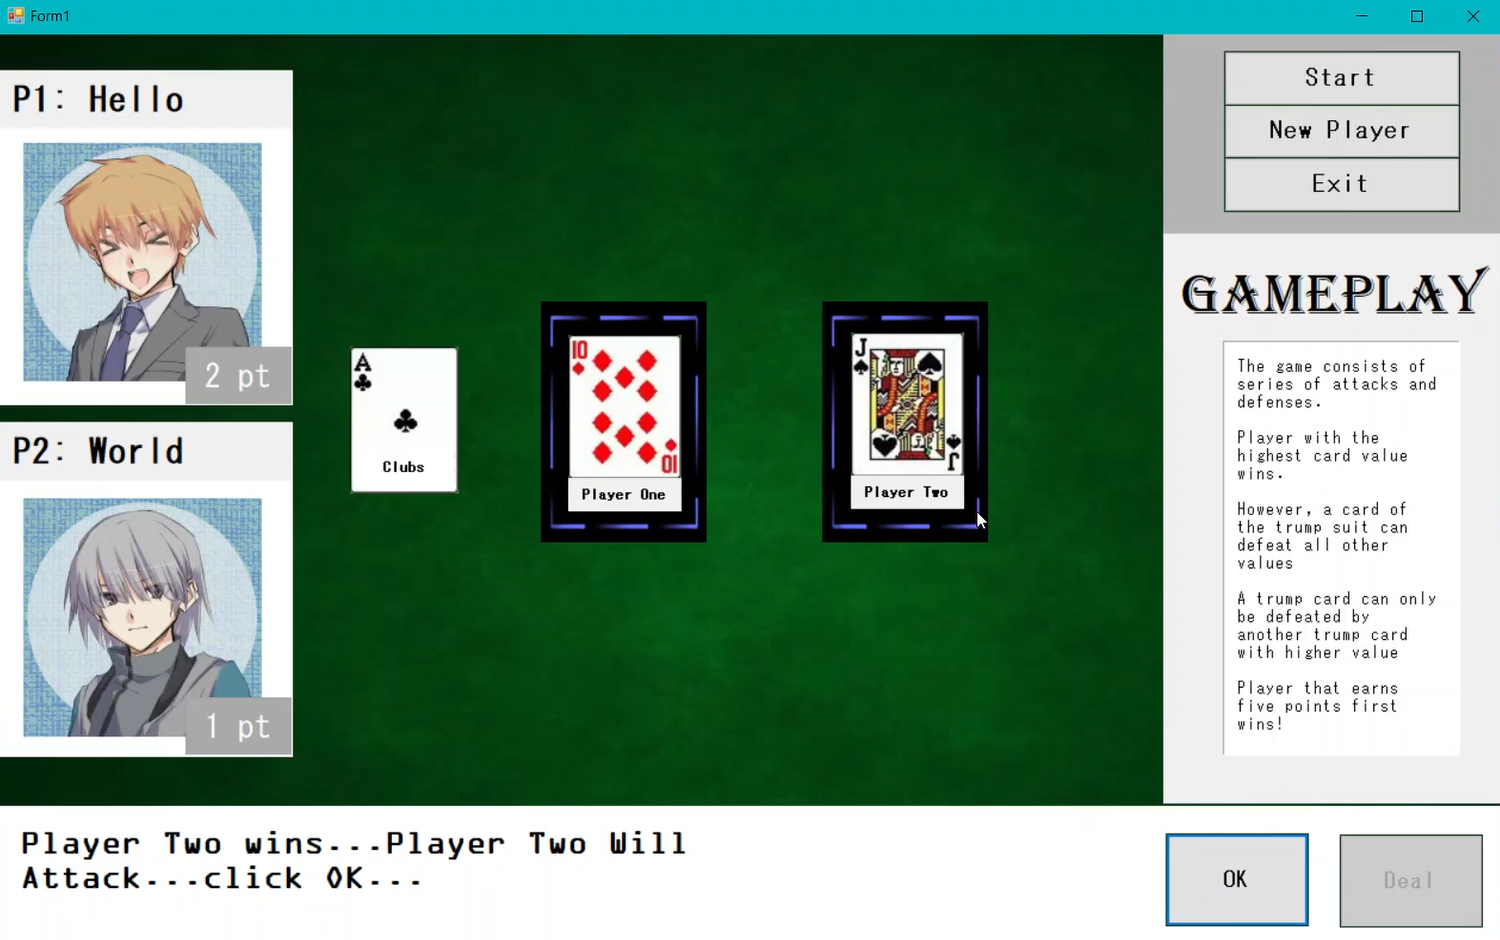 Form1
P1: Hello
2 pt
P2: World
1 pt
A
Clubs
10
10
Player One
J
J
Player Two
Start
New Player
Exit
GAMEPLAY
The game consists of
series of attacks and
defenses.
Player with the
highest card value
wins.
However, a card of
the trump suit can
defeat all other
values
A trump card can only
be defeated by
another trump card
with higher value
Player that earns
five points first
wins!
Player Two wins---Player Two Will
Attack---click OK---
OK
Deal